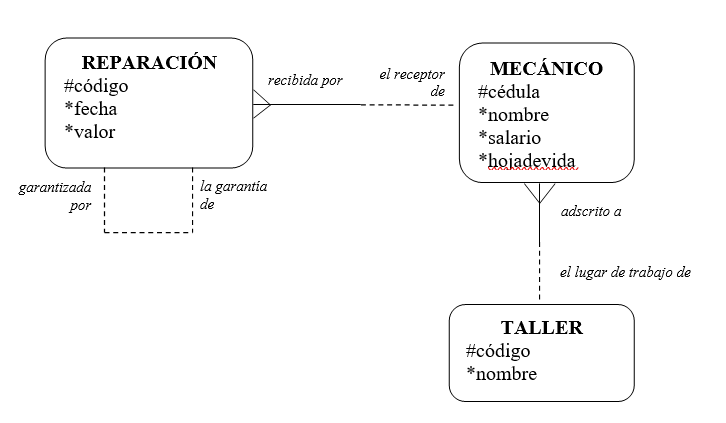 REPARACIÓN
#código
*fecha
*valor
recibida por
el receptor
de
MECÁNICO
#cédula
*nombre
*salario
*hojadevida
garantizada
por
la garantía
de
adscrito a
el lugar de trabajo de
TALLER
#código
*nombre